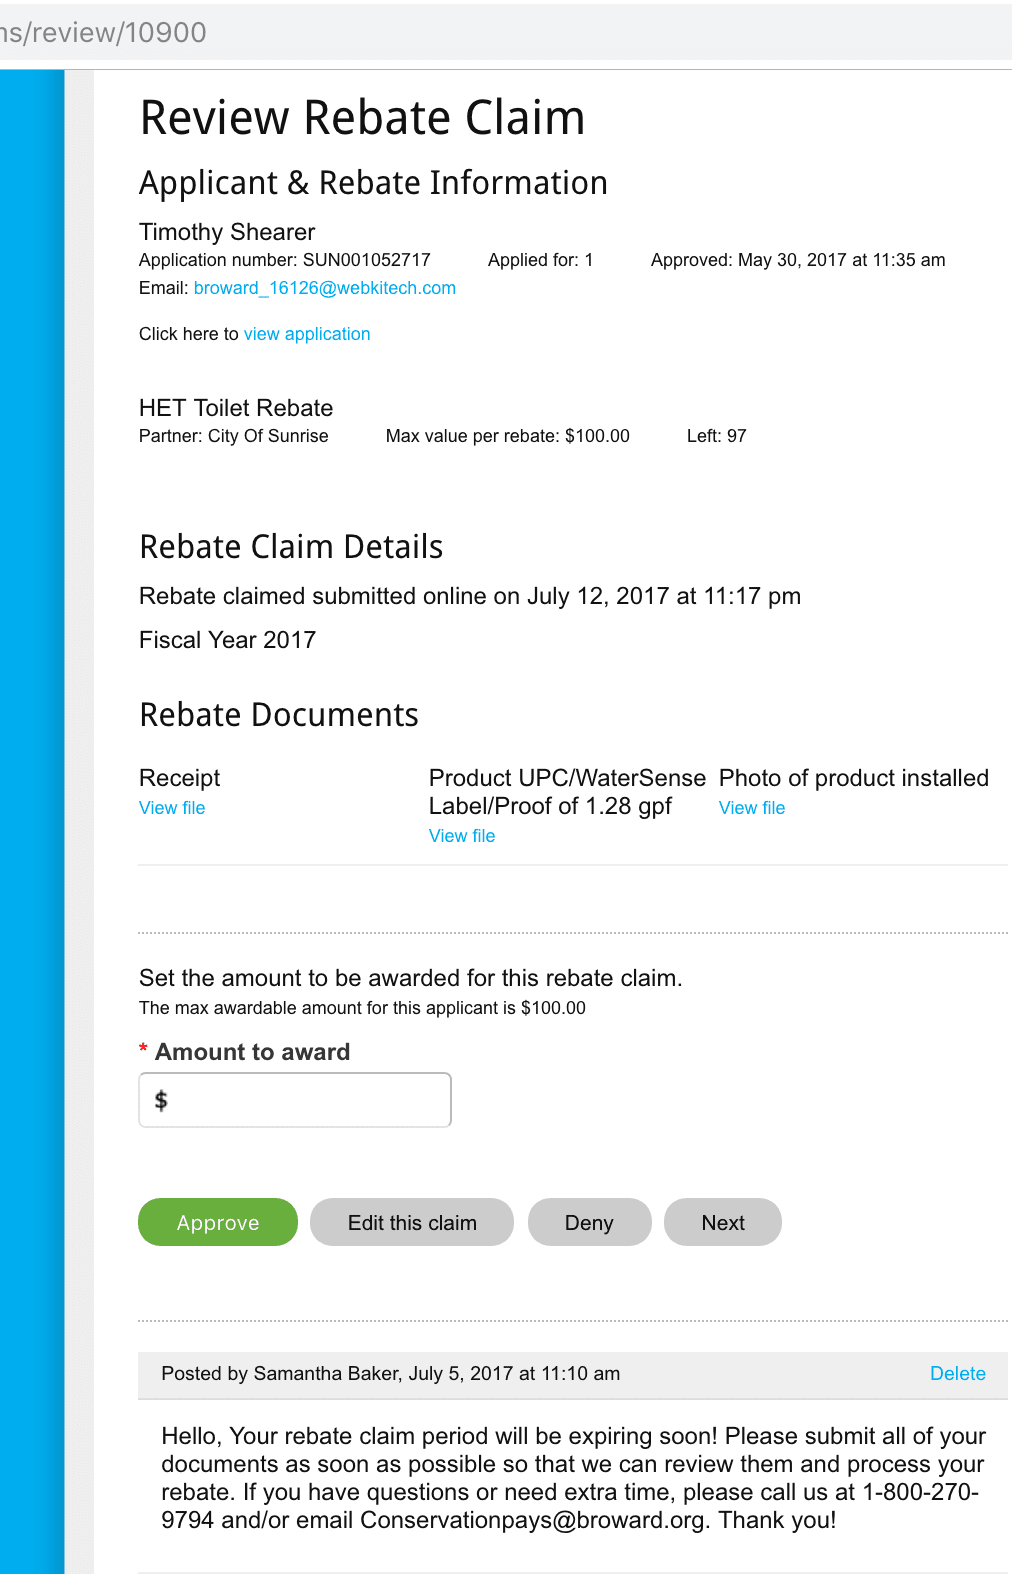 ns/review/10900
Review Rebate Claim
Applicant & Rebate Information
Timothy Shearer
Application number: SUN001052717 Applied for: 1 Approved: May 30, 2017 at 11:35 am
Email: broward_16126@webkitech.com
Click here to view application
HET Toilet Rebate
Partner: City Of Sunrise Max value per rebate: $100.00 Left: 97
Rebate Claim Details
Rebate claimed submitted online on July 12, 2017 at 11:17 pm
Fiscal Year 2017
Rebate Documents
Receipt
View file
Product UPC/WaterSense
Label/Proof of 1.28 gpf
View file
Photo of product installed
View file
Set the amount to be awarded for this rebate claim.
The max awardable amount for this applicant is $100.00
* Amount to award
$
Approve Edit this claim Deny Next
Posted by Samantha Baker, July 5, 2017 at 11:10 am Delete
Hello, Your rebate claim period will be expiring soon! Please submit all of your
documents as soon as possible so that we can review them and process your
rebate. If you have questions or need extra time, please call us at 1-800-270-
9794 and/or email Conservationpays@broward.org. Thank you!